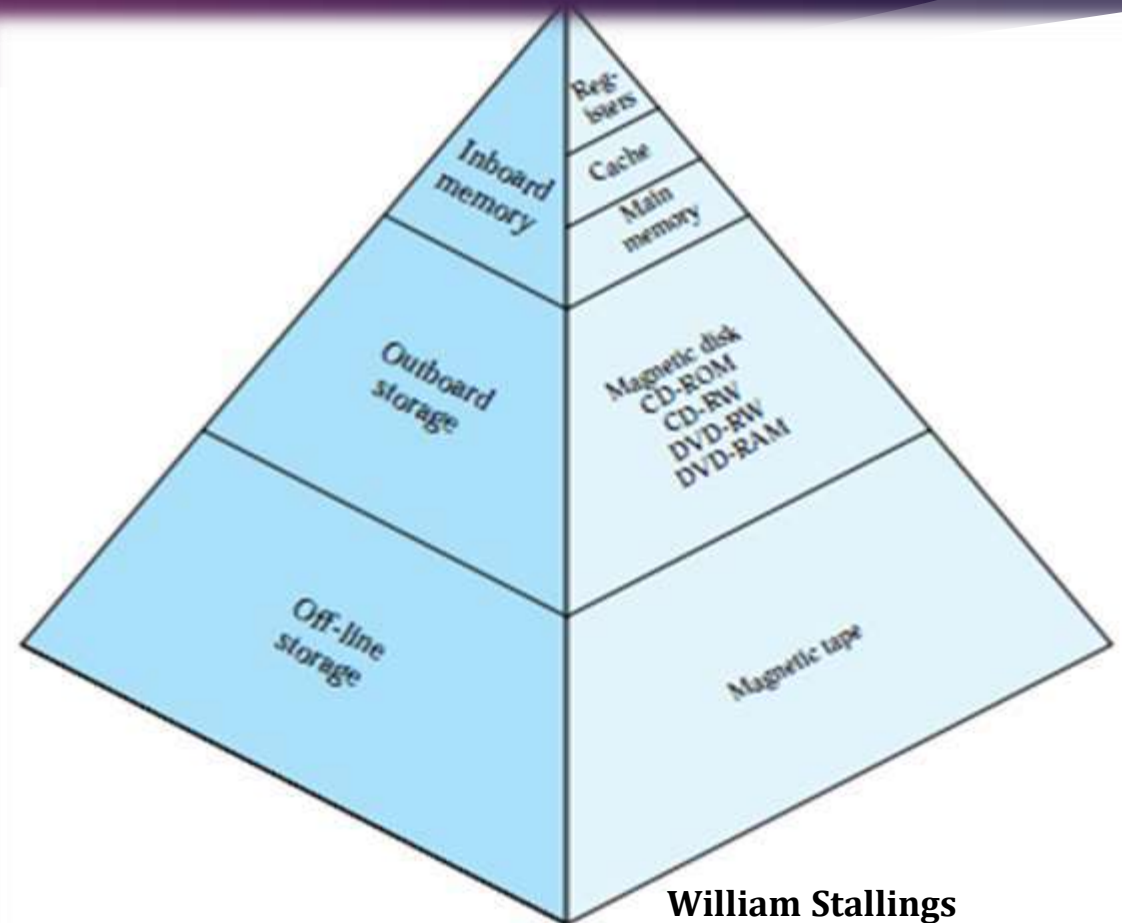 Inboard
memory
Reg-
isters
Cache
Main
memory
Outboard
storage
Magnetic disk
CD-ROM
CD-RW
DVD-RW
DVD-RAM
Off-line
storage
Magnetic tape
William Stallings